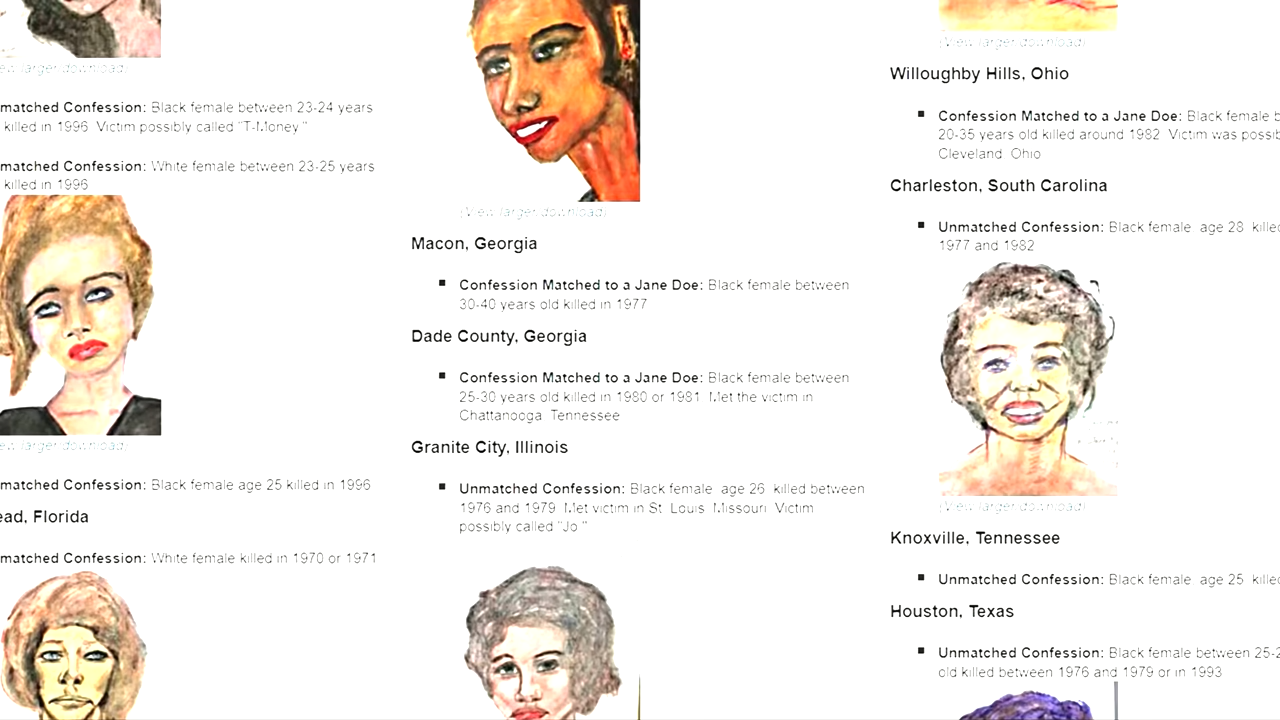 ew larger download)
matched Confession: Black female between 23-24 years
killed in 1996 Victim possibly called "T-Money"
matched Confession: White female between 23-25 years
killed in 1996
ew larger download)
matched Confession: Black female age 25 killed in 1996
ead, Florida
matched Confession: White female killed in 1970 or 1971
(View larger download)
Macon, Georgia
Confession Matched to a Jane Doe: Black female between
30-40 years old killed in 1977
Dade County, Georgia
Confession Matched to a Jane Doe: Black female between
25-30 years old killed in 1980 or 1981 Met the victim in
Chattanooga Tennessee
Granite City, Illinois
Unmatched Confession: Black female age 26 killed between
1976 and 1979 Met victim in St Louis Missouri Victim
possibly called "Jo"
(View larger download)
Willoughby Hills, Ohio
Confession Matched to a Jane Doe: Black female b
20-35 years old killed around 1982 Victim was possib
Cleveland Ohio
Charleston, South Carolina
Unmatched Confession: Black female age 28 kille
1977 and 1982
(View larger download)
Knoxville, Tennessee
Unmatched Confession: Black female age 25 kille
Houston, Texas
Unmatched Confession: Black female between 25-2
old killed between 1976 and 1979 or in 1993